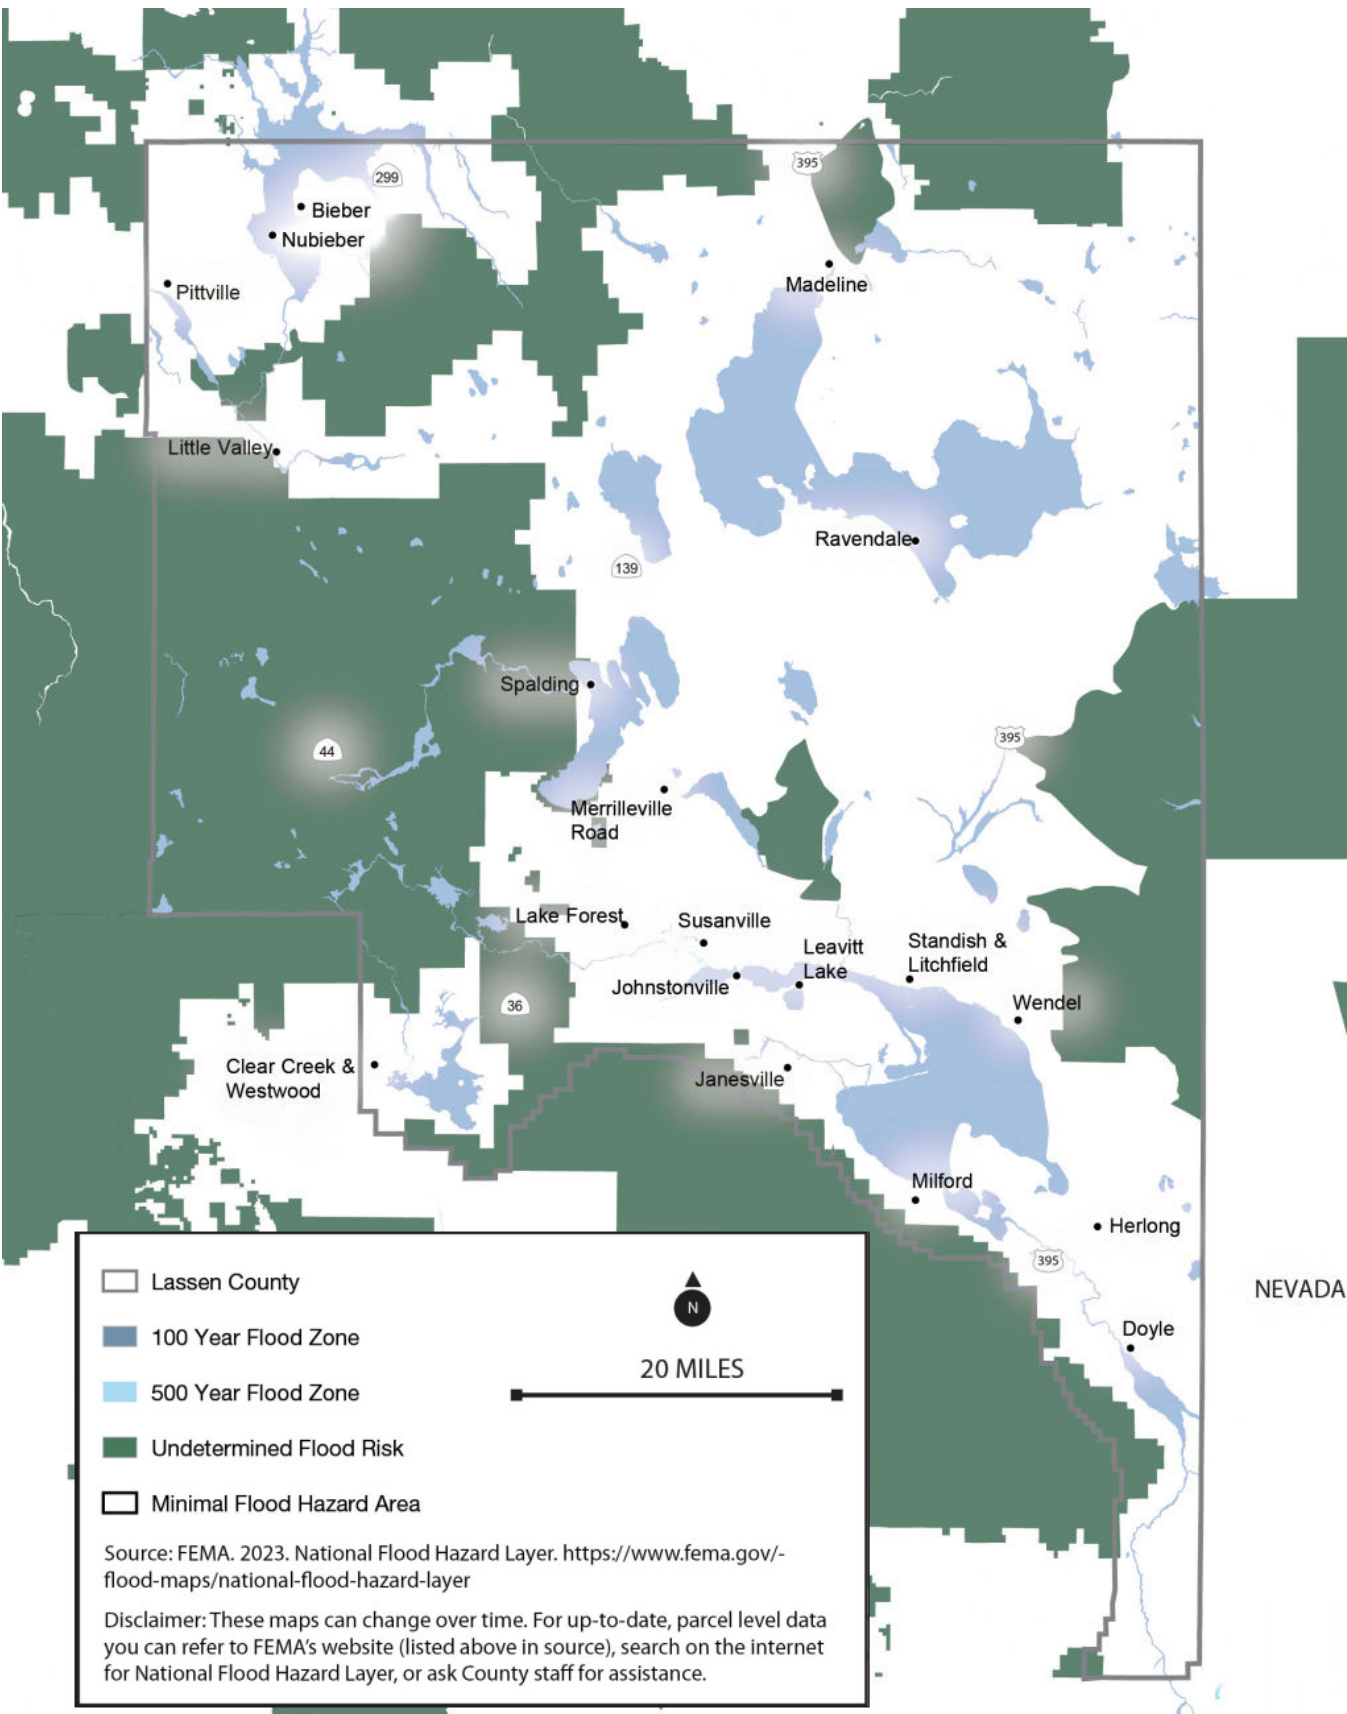 395
299
Bieber
Nubieber
Pittville
Madeline
Little Valley
Ravendale
139
Spalding
44
395
Merrilleville
Road
Lake Forest
Susanville
Leavitt
Lake
Standish &
Litchfield
Johnstonville
36
Wendel
Clear Creek &
Westwood
Janesville
Milford
Herlong
395
NEVADA
Doyle
Lassen County
100 Year Flood Zone
500 Year Flood Zone
Undetermined Flood Risk
Minimal Flood Hazard Area
N
20 MILES
Source: FEMA. 2023. National Flood Hazard Layer. https://www.fema.gov/-
flood-maps/national-flood-hazard-layer
Disclaimer: These maps can change over time. For up-to-date, parcel level data
you can refer to FEMA's website (listed above in source), search on the internet
for National Flood Hazard Layer, or ask County staff for assistance.